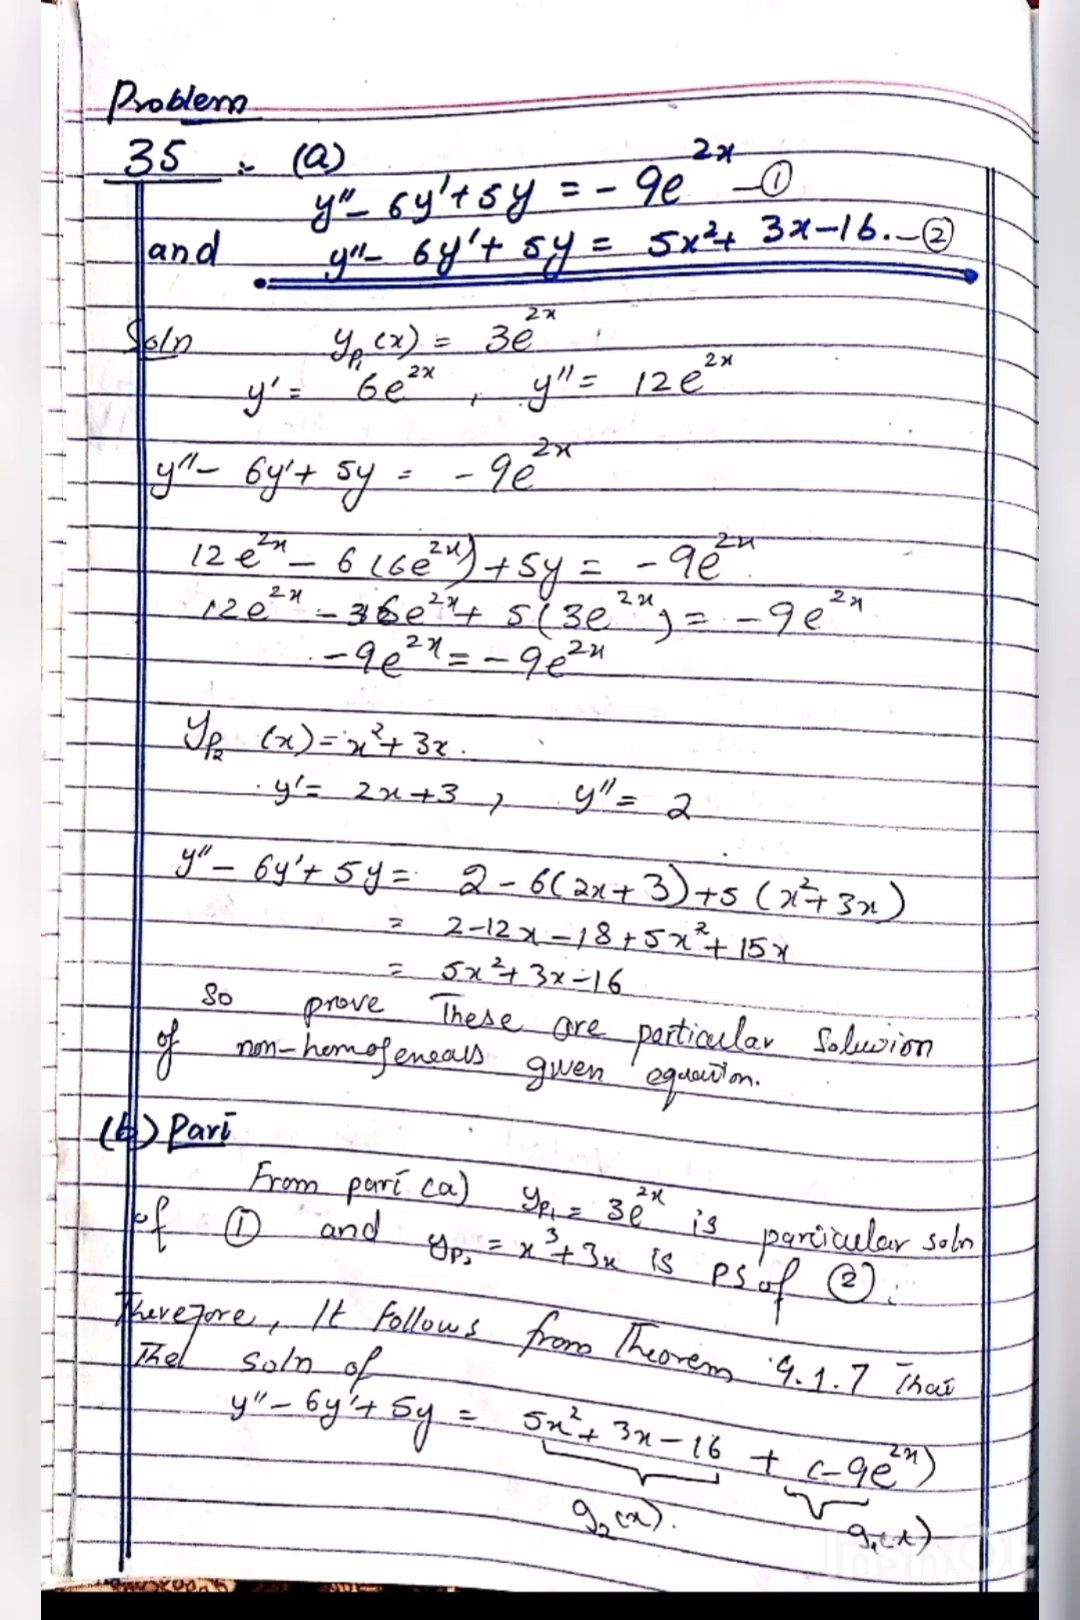 Problem
35 :- (a)
y''- 6y'+5y = - 9e^{2x} —①
and y''- 6y'+ 5y = 5x²+ 3x-16. —②
Soln y_{p₁}(x) = 3e^{2x}
y' = 6e^{2x} , y'' = 12e^{2x}
y''- 6y'+ 5y = - 9e^{2x}
12e^{2x} - 6(6e^{2x})+5y = - 9e^{2x}
12e^{2x} - 36e^{2x}+ 5(3e^{2x}) = - 9e^{2x}
-9e^{2x} = -9e^{2x}
y_{p₂}(x) = x²+ 3x.
y' = 2x+3 , y'' = 2
y''- 6y'+ 5y = 2-6(2x+3)+5(x²+3x)
= 2-12x-18+5x²+15x
= 5x²+3x-16
So prove These are particular Soluvion
of non-homogeneous given equation.
(b) Part
From part (a) y_{p₁} = 3e^{2x} is particular soln
of ① and y_{p₂} = x³+3x is PS of ②.
Therefore, It follows from Theorem 4.1.7 That
The soln of
y''- 6y'+ 5y = 5x²+ 3x-16 + (-9e^{2x})
g₂(x). g₁(x)